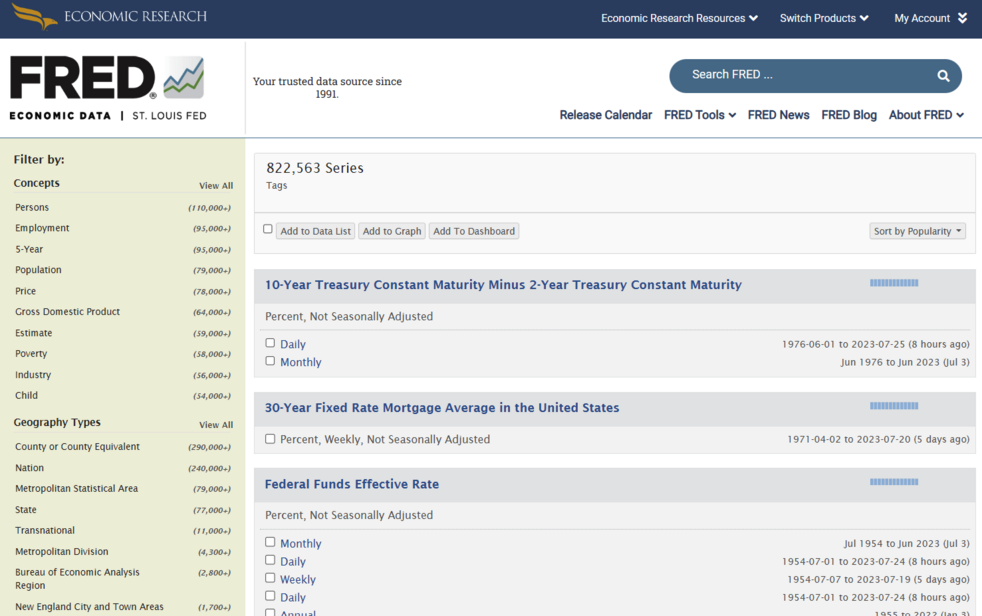 ECONOMIC RESEARCH
Economic Research Resources
Switch Products
My Account
FRED®
ECONOMIC DATA | ST. LOUIS FED
Your trusted data source since
1991.
Search FRED ...
Release Calendar
FRED Tools
FRED News
FRED Blog
About FRED
Filter by:
Concepts View All
Persons (110,000+)
Employment (95,000+)
5-Year (95,000+)
Population (79,000+)
Price (78,000+)
Gross Domestic Product (64,000+)
Estimate (59,000+)
Poverty (58,000+)
Industry (56,000+)
Child (54,000+)
Geography Types View All
County or County Equivalent (290,000+)
Nation (240,000+)
Metropolitan Statistical Area (79,000+)
State (77,000+)
Transnational (11,000+)
Metropolitan Division (4,300+)
Bureau of Economic Analysis (2,800+)
Region
New England City and Town Areas (1,700+)
822,563 Series
Tags
Add to Data List
Add to Graph
Add To Dashboard
Sort by Popularity
10-Year Treasury Constant Maturity Minus 2-Year Treasury Constant Maturity
Percent, Not Seasonally Adjusted
Daily 1976-06-01 to 2023-07-25 (8 hours ago)
Monthly Jun 1976 to Jun 2023 (Jul 3)
30-Year Fixed Rate Mortgage Average in the United States
Percent, Weekly, Not Seasonally Adjusted 1971-04-02 to 2023-07-20 (5 days ago)
Federal Funds Effective Rate
Percent, Not Seasonally Adjusted
Monthly Jul 1954 to Jun 2023 (Jul 3)
Daily 1954-07-01 to 2023-07-24 (8 hours ago)
Weekly 1954-07-07 to 2023-07-19 (5 days ago)
Daily 1954-07-01 to 2023-07-24 (8 hours ago)
Annual 1955 to 2022 (Jan 3)